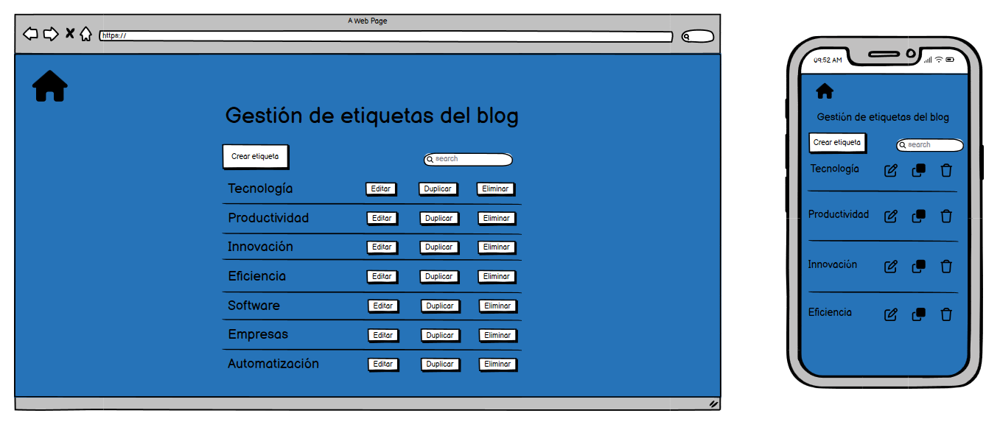 A Web Page
https://
Gestión de etiquetas del blog
Crear etiqueta
search
Tecnología Editar Duplicar Eliminar
Productividad Editar Duplicar Eliminar
Innovación Editar Duplicar Eliminar
Eficiencia Editar Duplicar Eliminar
Software Editar Duplicar Eliminar
Empresas Editar Duplicar Eliminar
Automatización Editar Duplicar Eliminar
09:52 AM
Gestión de etiquetas del blog
Crear etiqueta
search
Tecnología
Productividad
Innovación
Eficiencia